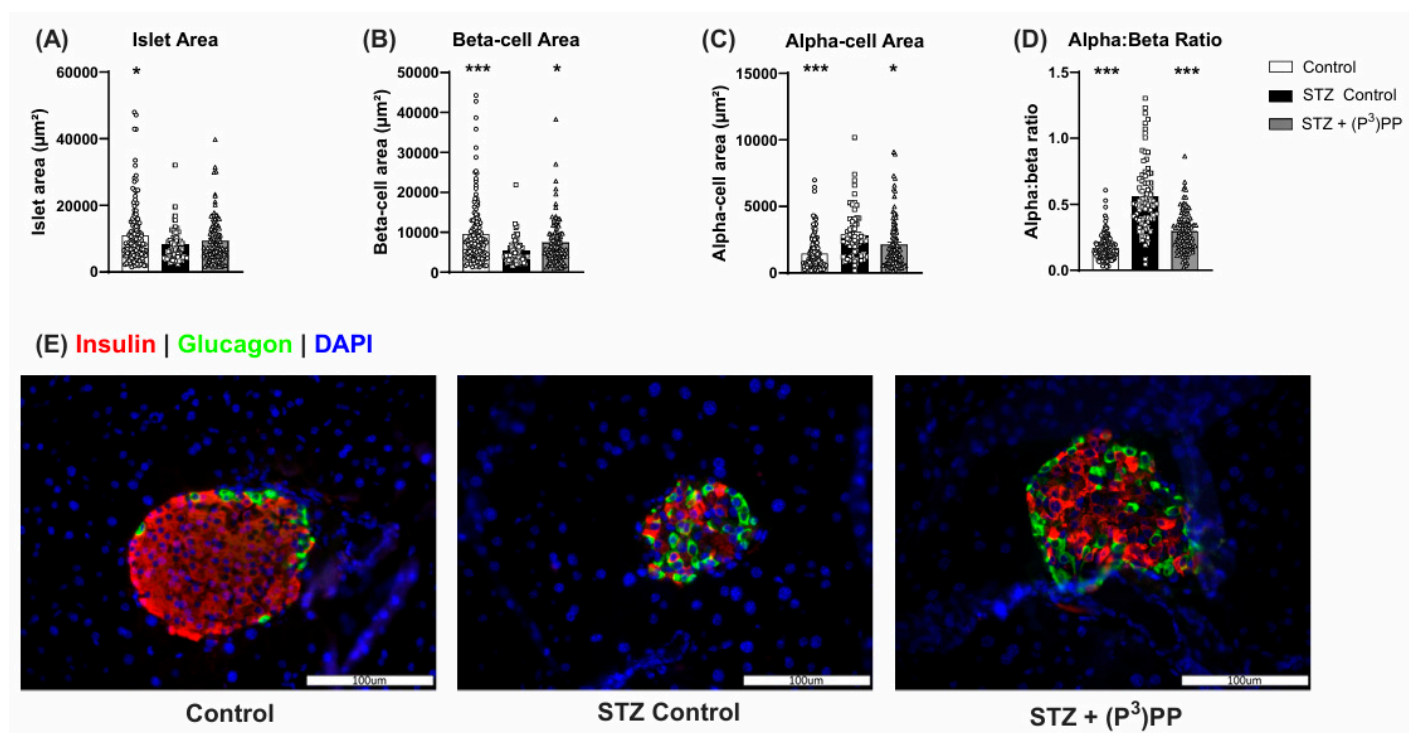 (A) Islet Area
Islet area (µm²)
60000
40000
20000
0
*
(B) Beta-cell Area
Beta-cell area (µm²)
50000
40000
30000
20000
10000
0
*** *
(C) Alpha-cell Area
Alpha-cell area (µm²)
15000
10000
5000
0
*** *
(D) Alpha:Beta Ratio
Alpha:beta ratio
1.5
1.0
0.5
0.0
*** ***
Control
STZ Control
STZ + (P³)PP
(E) Insulin | Glucagon | DAPI
100um
100um
100um
Control
STZ Control
STZ + (P³)PP